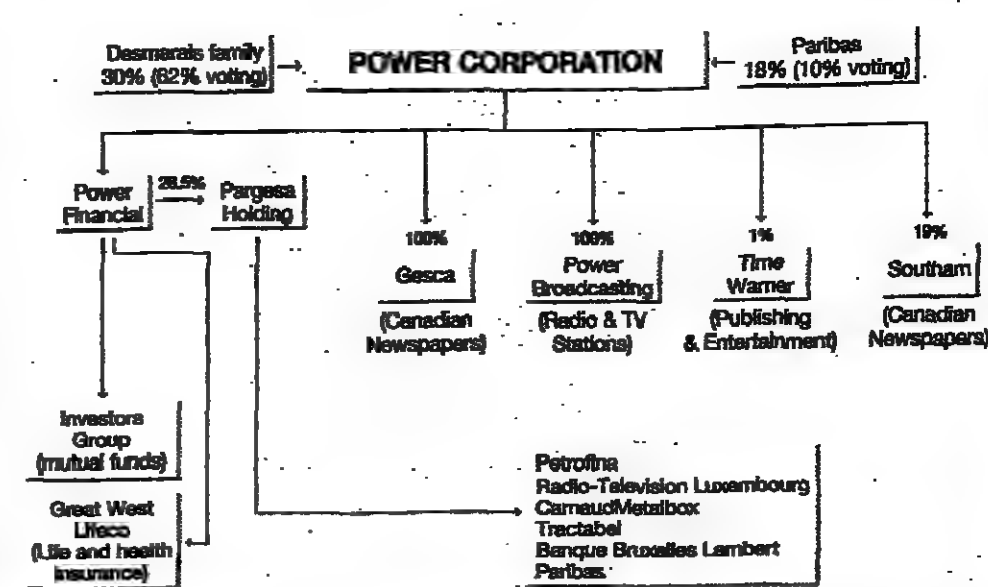 Desmarais family
30% (62% voting)
POWER CORPORATION
Paribas
18% (10% voting)
Power
Financial
28.5%
Pargesa
Holding
100%
Gesca
(Canadian
Newspapers)
100%
Power
Broadcasting
(Radio & TV
Stations)
1%
Time
Warner
(Publishing
& Entertainment)
19%
Southam
(Canadian
Newspapers)
Investors
Group
(mutual funds)
Great West
Lifeco
(Life and health
insurance)
Petrofina
Radio-Television Luxembourg
CarnaudMetalbox
Tractabel
Banque Bruxelles Lambert
Paribas